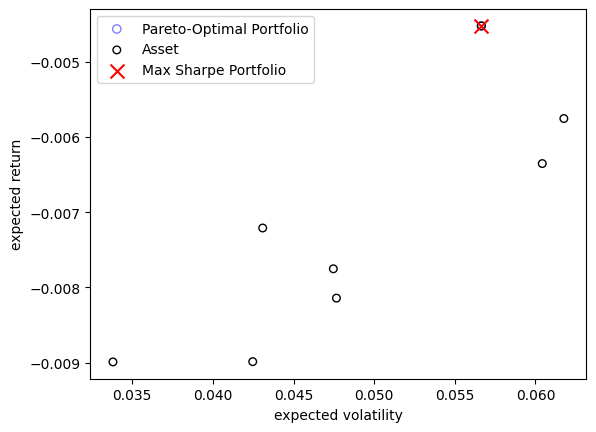 Pareto-Optimal Portfolio
Asset
Max Sharpe Portfolio
−0.005
−0.006
−0.007
−0.008
−0.009
expected return
0.035 0.040 0.045 0.050 0.055 0.060
expected volatility